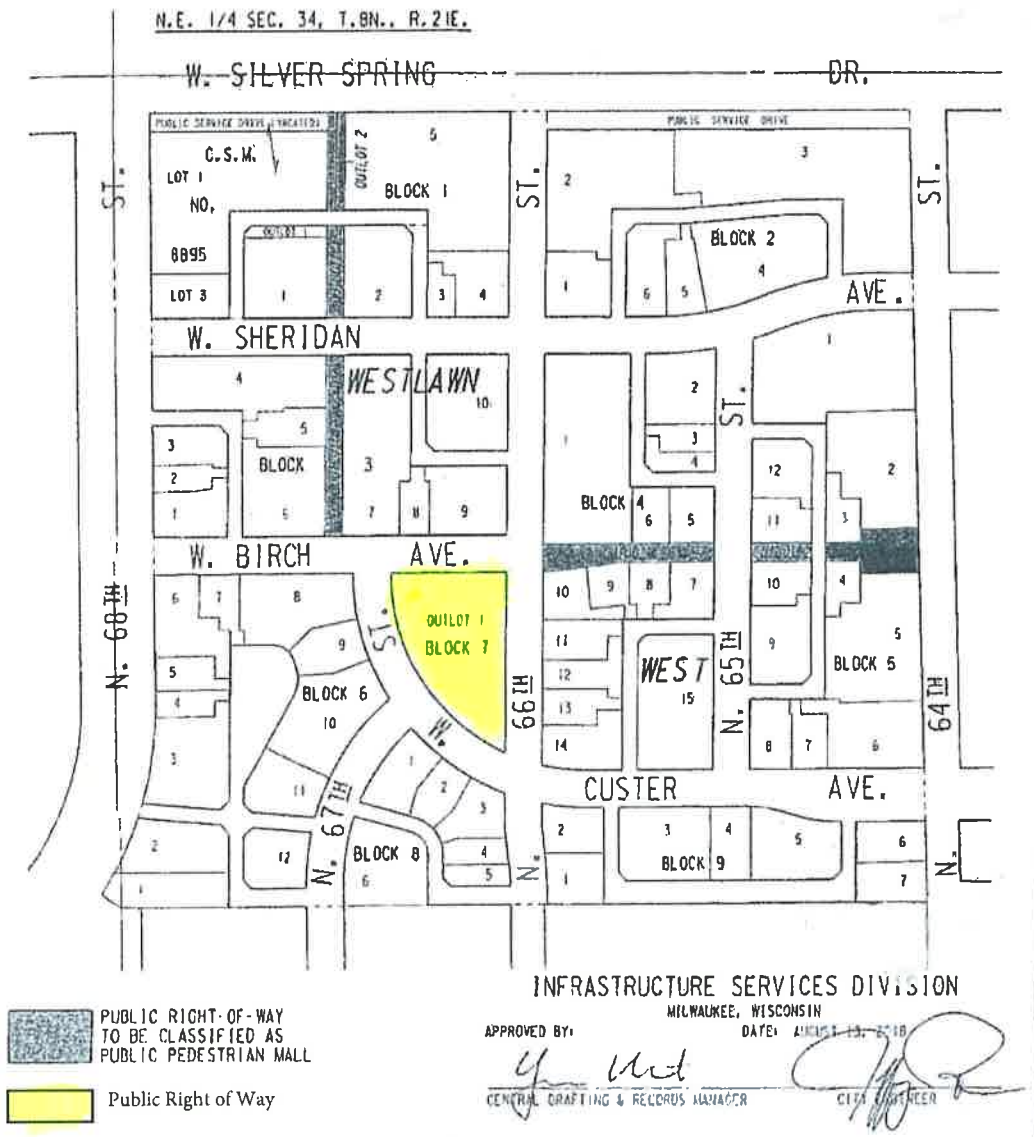 N.E. 1/4 SEC. 34, T.8N., R.21E.
W. SILVER SPRING DR.
PUBLIC SERVICE DRIVE (VACATED)
PUBLIC SERVICE DRIVE
C.S.M.
LOT 1
NO.
8895
LOT 3
OUTLOT 2
OUTLOT 1
5
BLOCK 1
1
2
3
4
ST.
ST.
ST.
2
3
BLOCK 2
1
6
5
4
AVE.
W. SHERIDAN
WESTLAWN
4
10
5
3
2
1
BLOCK
3
6
7
8
9
1
2
3
4
BLOCK 4
6
5
ST.
1
12
11
2
3
W. BIRCH AVE.
10
9
8
7
10
4
N. 68TH
6
7
8
9
5
4
3
BLOCK 6
10
11
ST.
OUTLOT 1
BLOCK 7
66TH
11
12
13
14
WEST
15
N. 65TH
9
BLOCK 5
5
8
7
6
64TH
W.
CUSTER AVE.
N. 67TH
1
2
3
4
5
2
1
12
BLOCK 8
6
N.
2
1
3
4
5
BLOCK 9
6
7
N.
INFRASTRUCTURE SERVICES DIVISION
MILWAUKEE, WISCONSIN
APPROVED BY:
DATE: AUGUST 13, 2018
CENTRAL DRAFTING & RECORDS MANAGER
CITY ENGINEER
PUBLIC RIGHT-OF-WAY
TO BE CLASSIFIED AS
PUBLIC PEDESTRIAN MALL
Public Right of Way